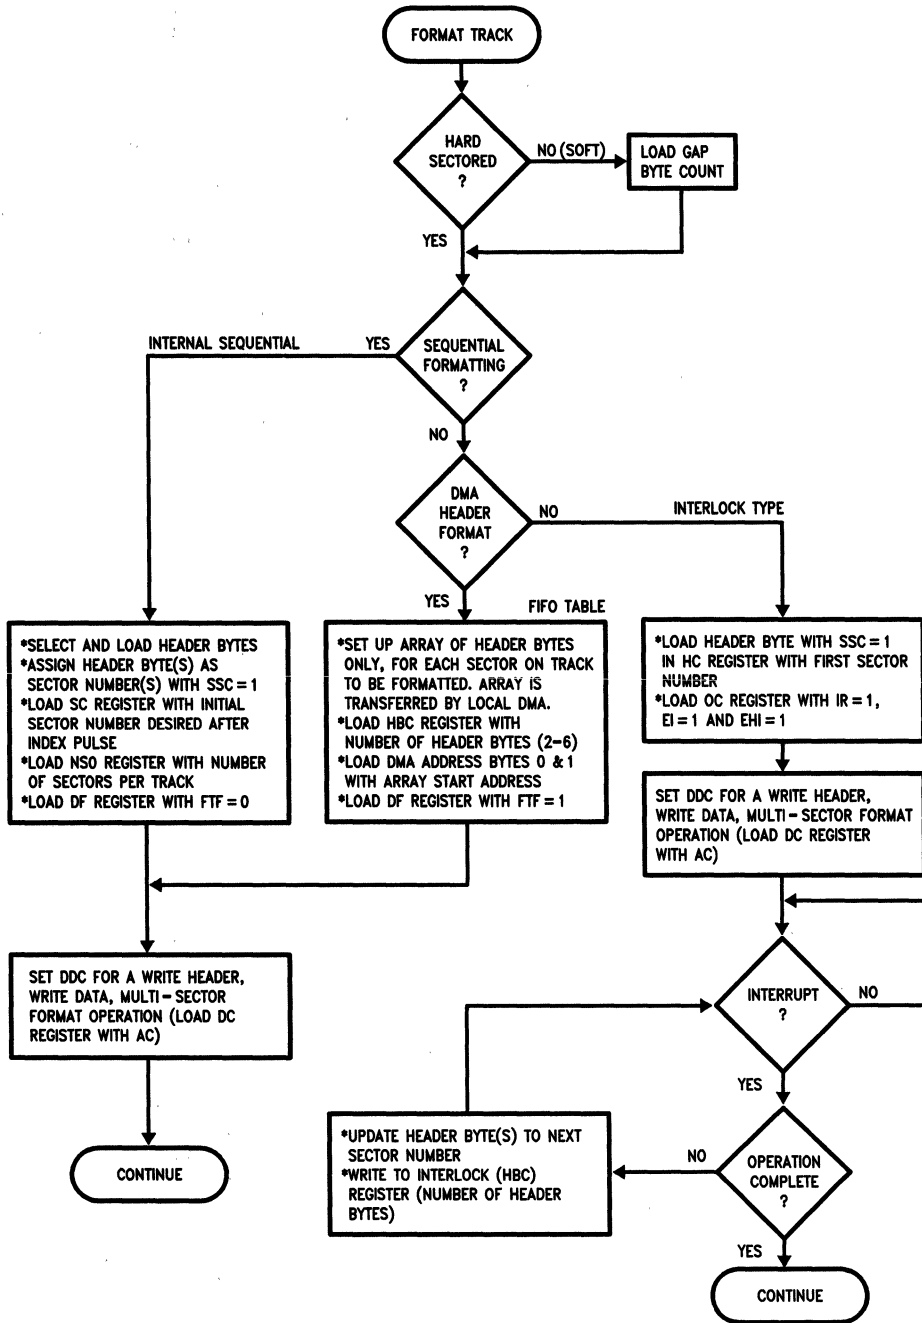 FORMAT TRACK
HARD
SECTORED
?
NO (SOFT)
LOAD GAP
BYTE COUNT
YES
INTERNAL SEQUENTIAL
YES
SEQUENTIAL
FORMATTING
?
NO
DMA
HEADER
FORMAT
?
NO
INTERLOCK TYPE
YES
FIFO TABLE
*SELECT AND LOAD HEADER BYTES
*ASSIGN HEADER BYTE(S) AS
SECTOR NUMBER(S) WITH SSC = 1
*LOAD SC REGISTER WITH INITIAL
SECTOR NUMBER DESIRED AFTER
INDEX PULSE
*LOAD NSO REGISTER WITH NUMBER
OF SECTORS PER TRACK
*LOAD DF REGISTER WITH FTF = 0
*SET UP ARRAY OF HEADER BYTES
ONLY, FOR EACH SECTOR ON TRACK
TO BE FORMATTED. ARRAY IS
TRANSFERRED BY LOCAL DMA.
*LOAD HBC REGISTER WITH
NUMBER OF HEADER BYTES (2-6)
*LOAD DMA ADDRESS BYTES 0 & 1
WITH ARRAY START ADDRESS
*LOAD DF REGISTER WITH FTF = 1
*LOAD HEADER BYTE WITH SSC = 1
IN HC REGISTER WITH FIRST SECTOR
NUMBER
*LOAD OC REGISTER WITH IR = 1,
EI = 1 AND EHI = 1
SET DDC FOR A WRITE HEADER,
WRITE DATA, MULTI-SECTOR FORMAT
OPERATION (LOAD DC REGISTER
WITH AC)
SET DDC FOR A WRITE HEADER,
WRITE DATA, MULTI-SECTOR
FORMAT OPERATION (LOAD DC
REGISTER WITH AC)
INTERRUPT
?
NO
YES
*UPDATE HEADER BYTE(S) TO NEXT
SECTOR NUMBER
*WRITE TO INTERLOCK (HBC)
REGISTER (NUMBER OF HEADER
BYTES)
NO
OPERATION
COMPLETE
?
CONTINUE
YES
CONTINUE